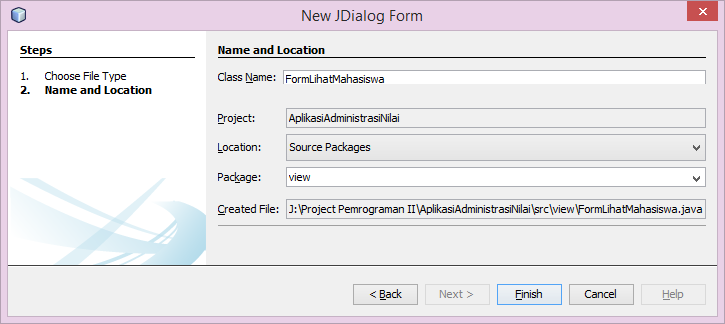 New JDialog Form
Steps
1. Choose File Type
2. Name and Location
Name and Location
Class Name: FormLihatMahasiswa
Project: AplikasiAdministrasiNilai
Location: Source Packages
Package: view
Created File: J:\Project Pemrograman II\AplikasiAdministrasiNilai\src\view\FormLihatMahasiswa.java
< Back Next > Finish Cancel Help